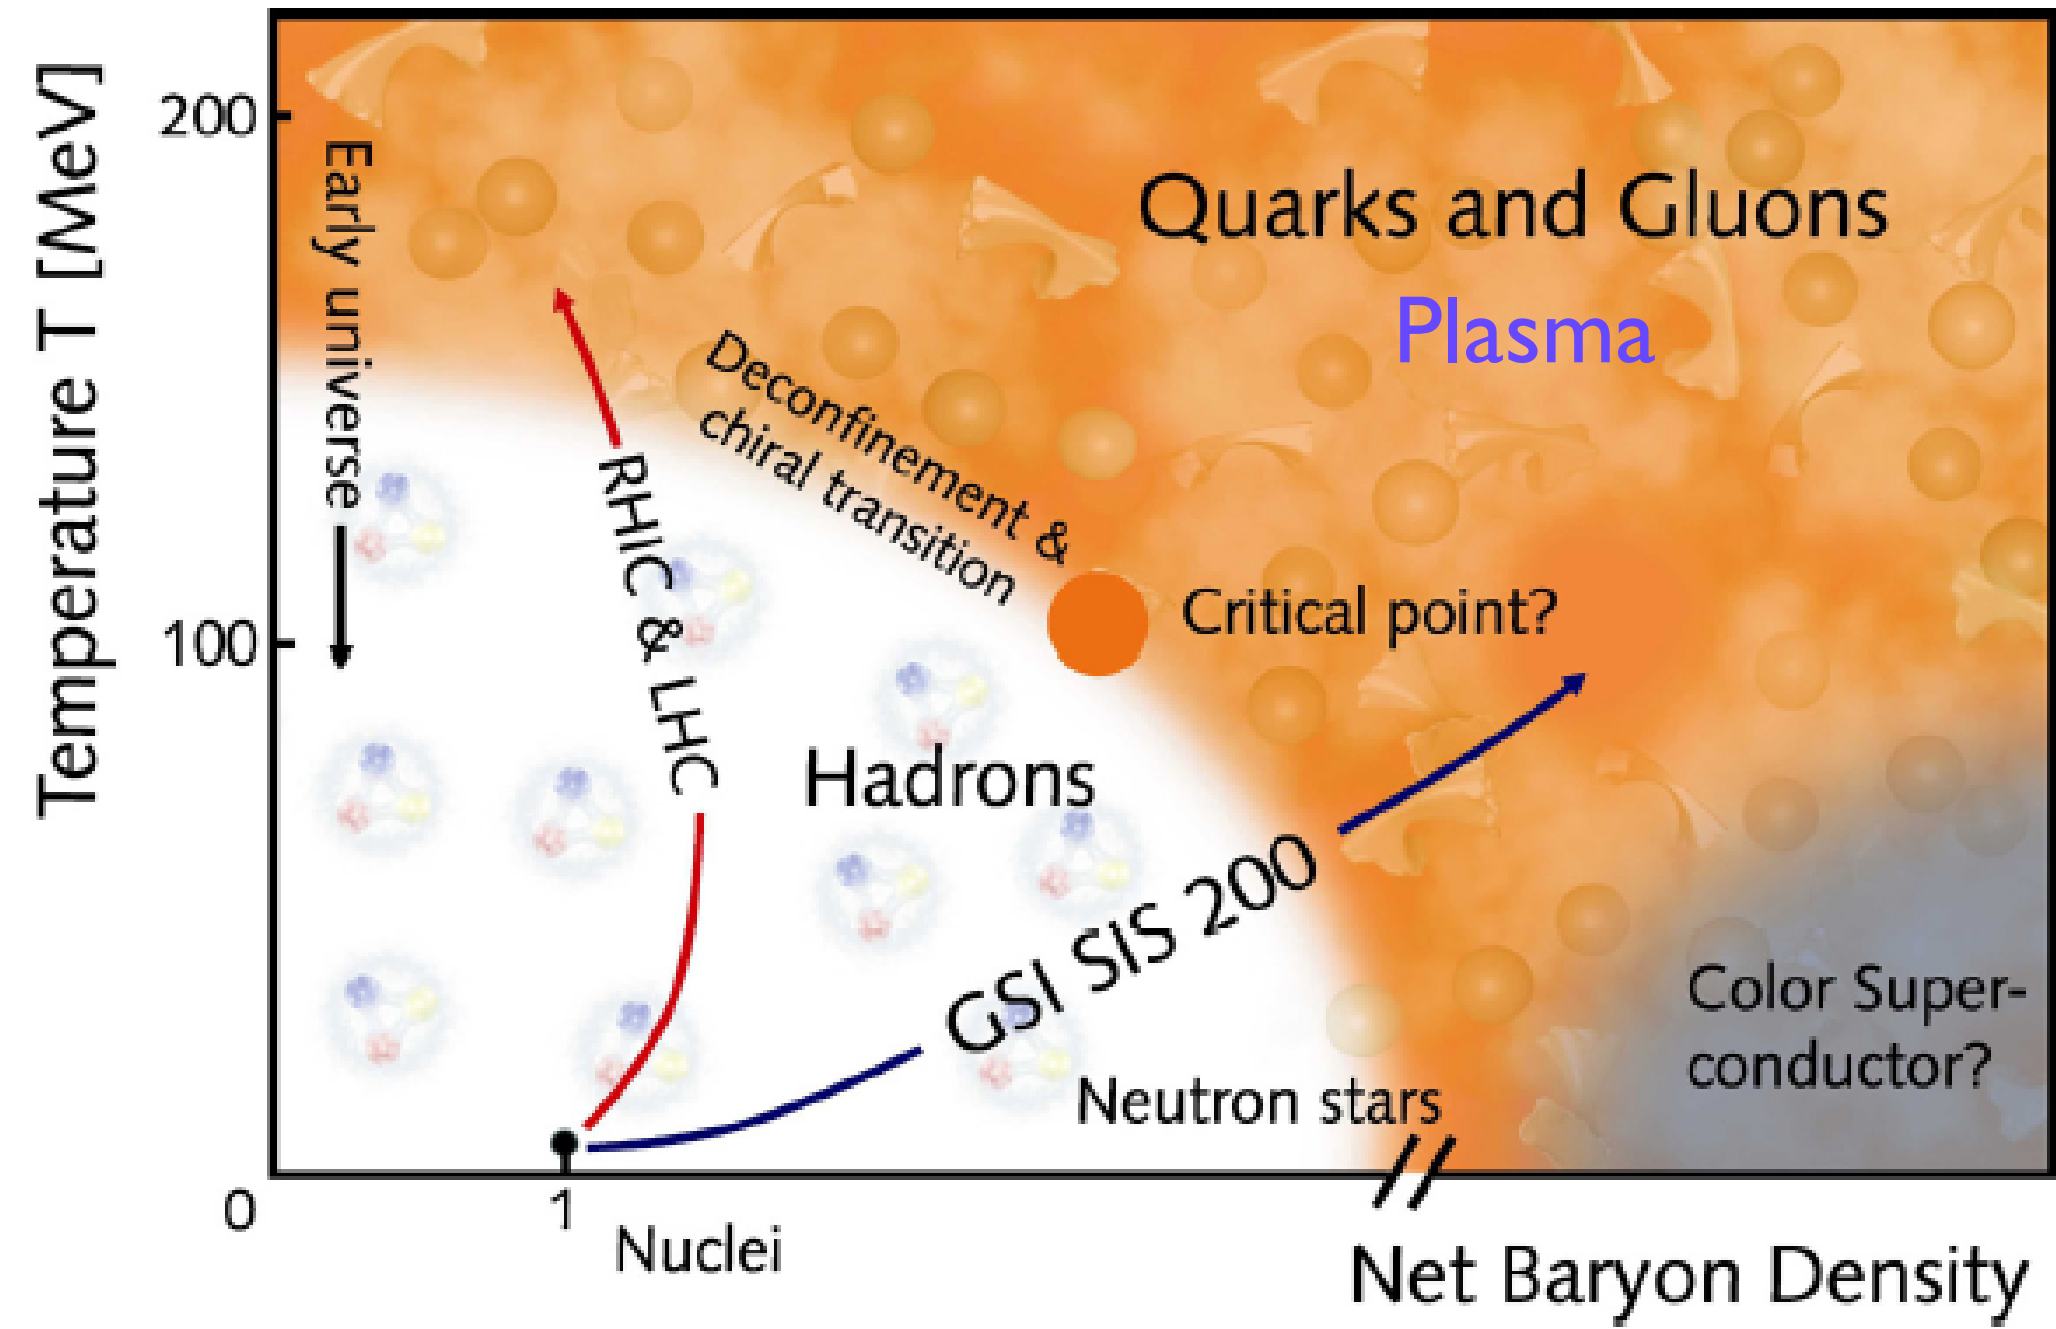 Temperature T [MeV]
200
100
0
Early universe
Quarks and Gluons
Plasma
Deconfinement &
chiral transition
RHIC & LHC
Critical point?
Hadrons
GSI SIS 200
Color Super-
conductor?
Neutron stars
1
Nuclei
Net Baryon Density